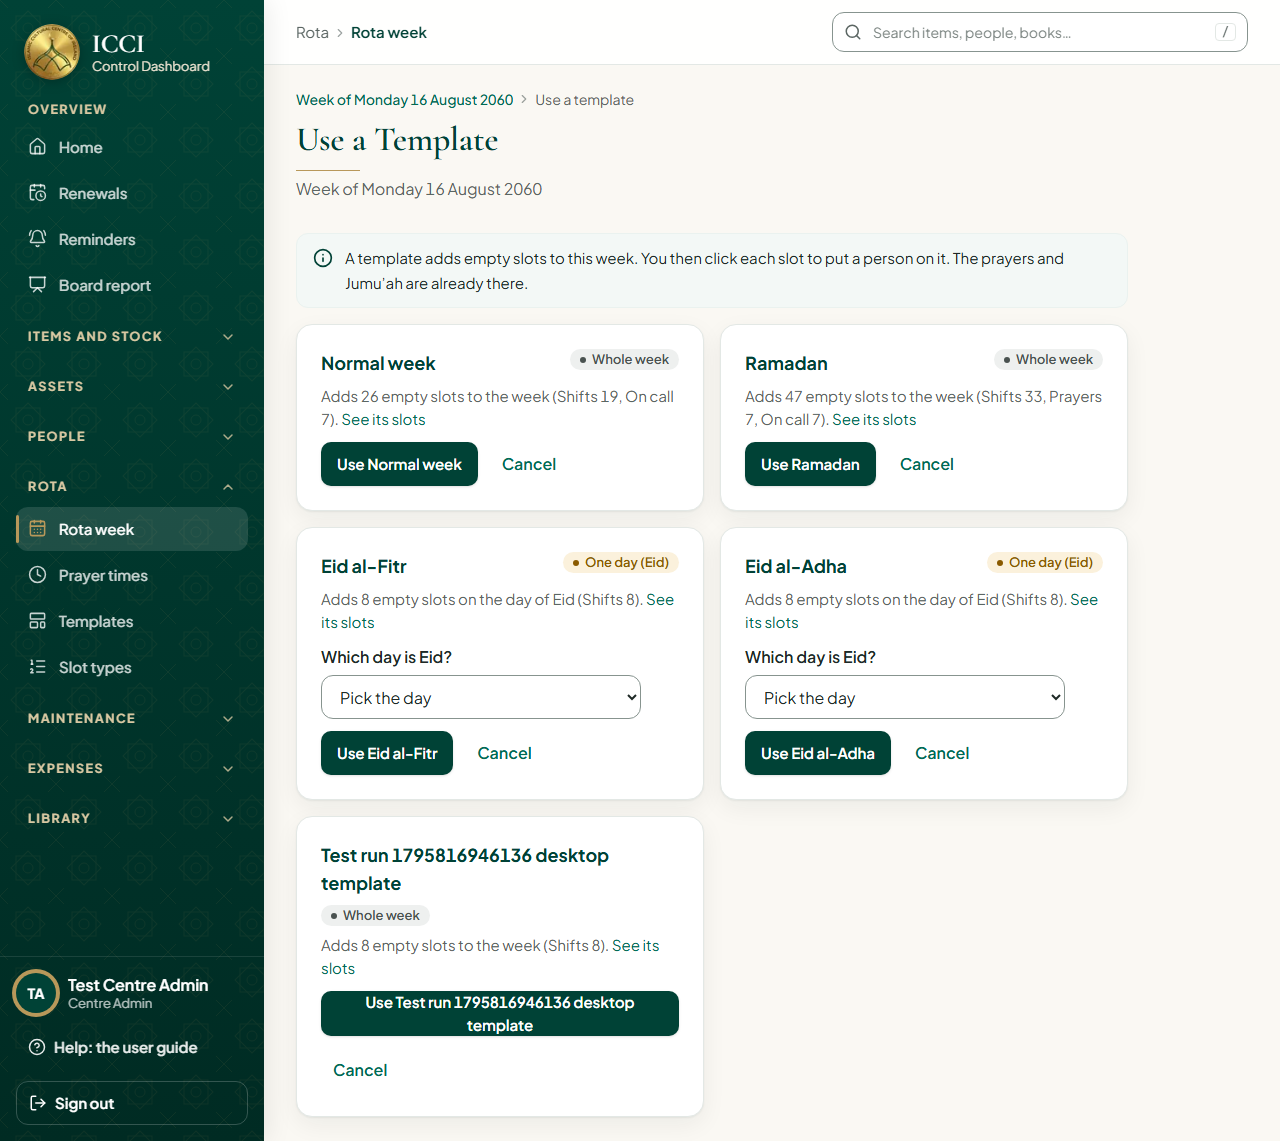 ICCI
Control Dashboard
OVERVIEW
Home
Renewals
Reminders
Board report
ITEMS AND STOCK
ASSETS
PEOPLE
ROTA
Rota week
Prayer times
Templates
Slot types
MAINTENANCE
EXPENSES
LIBRARY
TA
Test Centre Admin
Centre Admin
Help: the user guide
Sign out
Rota > Rota week
Search items, people, books... /
Week of Monday 16 August 2060 > Use a template
Use a Template
Week of Monday 16 August 2060
A template adds empty slots to this week. You then click each slot to put a person on it. The prayers and
Jumu'ah are already there.
Normal week
Whole week
Adds 26 empty slots to the week (Shifts 19, On call
7). See its slots
Use Normal week
Cancel
Ramadan
Whole week
Adds 47 empty slots to the week (Shifts 33, Prayers
7, On call 7). See its slots
Use Ramadan
Cancel
Eid al-Fitr
One day (Eid)
Adds 8 empty slots on the day of Eid (Shifts 8). See
its slots
Which day is Eid?
Pick the day
Use Eid al-Fitr
Cancel
Eid al-Adha
One day (Eid)
Adds 8 empty slots on the day of Eid (Shifts 8). See
its slots
Which day is Eid?
Pick the day
Use Eid al-Adha
Cancel
Test run 1795816946136 desktop
template
Whole week
Adds 8 empty slots to the week (Shifts 8). See its
slots
Use Test run 1795816946136 desktop
template
Cancel